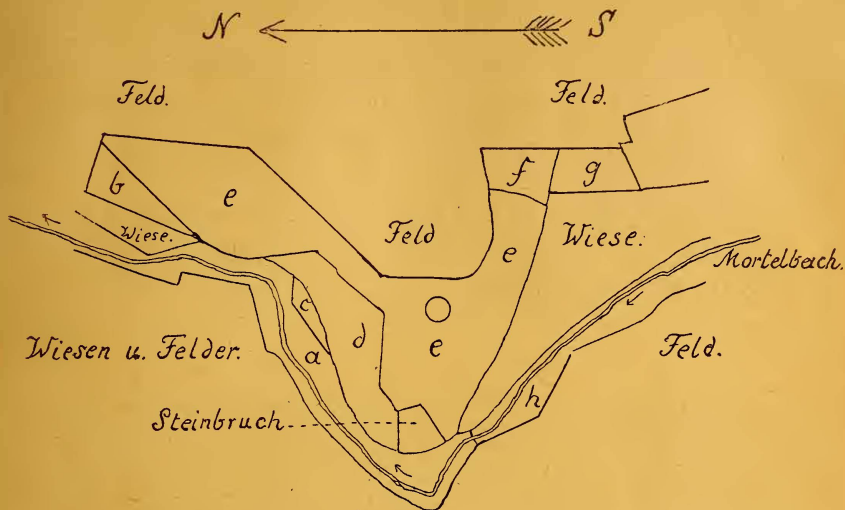 N S
Feld. Feld.
b e f g
Wiese. Feld e Wiese.
Mortelbach.
c
Wiesen u. Felder. a d e Feld.
h
Steinbruch